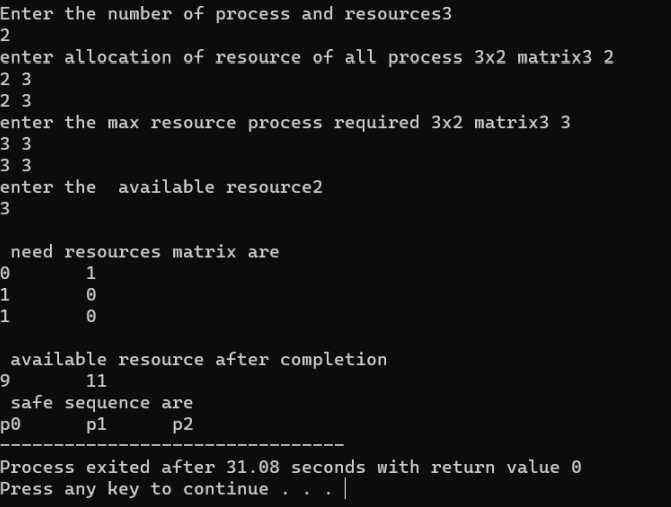 Enter the number of process and resources3
2
enter allocation of resource of all process 3x2 matrix3 2
2 3
2 3
enter the max resource process required 3x2 matrix3 3
3 3
3 3
enter the  available resource2
3
need resources matrix are
0 1
1 0
1 0
available resource after completion
9 11
safe sequence are
p0 p1 p2
--------------------------------
Process exited after 31.08 seconds with return value 0
Press any key to continue . . .